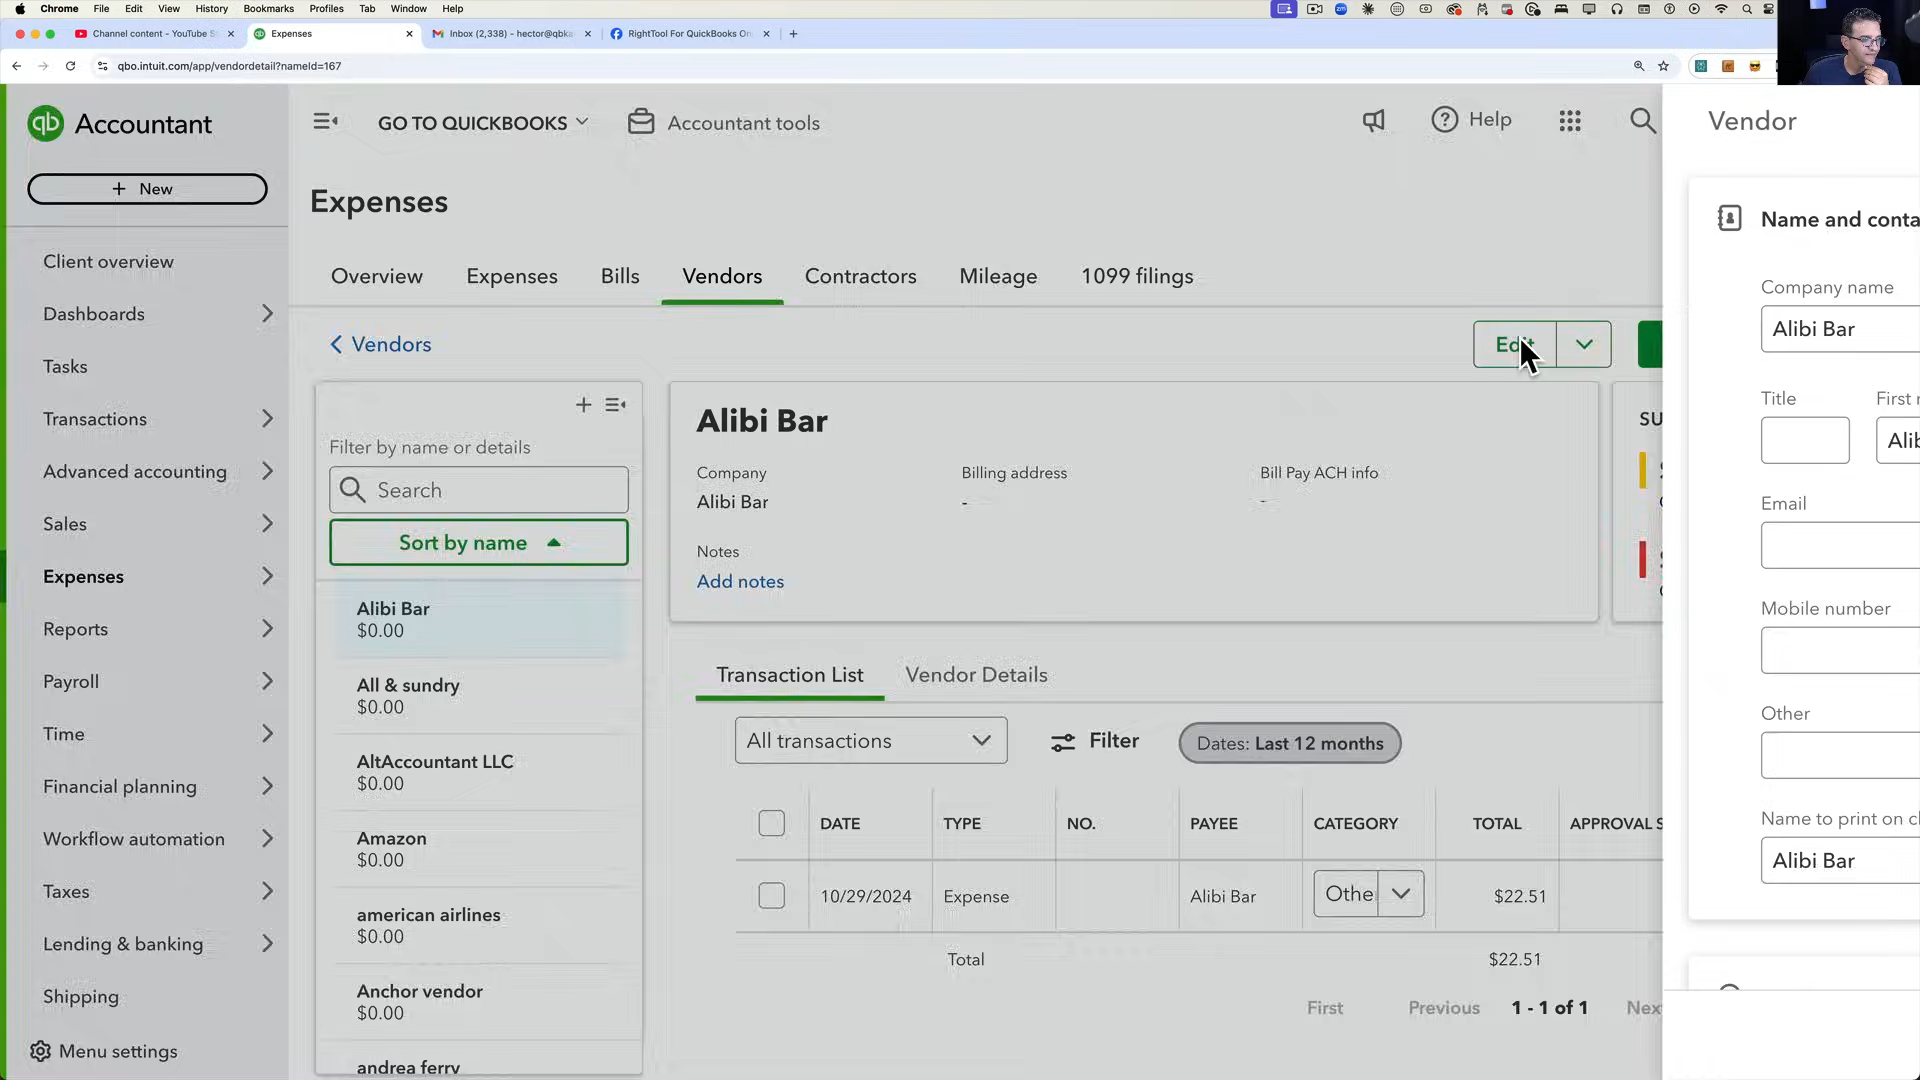 Chrome File Edit View History Bookmarks Profiles Tab Window Help
Channel content - YouTube S
Expenses
Inbox (2,338) - hector@qbka
RightTool For QuickBooks On
qbo.intuit.com/app/vendordetail?nameId=167
qb Accountant
GO TO QUICKBOOKS
Accountant tools
Help
+ New
Client overview
Dashboards
Tasks
Transactions
Advanced accounting
Sales
Expenses
Reports
Payroll
Time
Financial planning
Workflow automation
Taxes
Lending & banking
Shipping
Menu settings
Expenses
Overview Expenses Bills Vendors Contractors Mileage 1099 filings
Vendors
Edit
Filter by name or details
Search
Sort by name
Alibi Bar
$0.00
All & sundry
$0.00
AltAccountant LLC
$0.00
Amazon
$0.00
american airlines
$0.00
Anchor vendor
$0.00
andrea ferry
Alibi Bar
Company Billing address Bill Pay ACH info
Alibi Bar - -
Notes
Add notes
SU
Transaction List Vendor Details
All transactions Filter Dates: Last 12 months
DATE TYPE NO. PAYEE CATEGORY TOTAL APPROVAL S
10/29/2024 Expense Alibi Bar Othe $22.51
Total $22.51
First Previous 1 - 1 of 1 Nex
Vendor
Name and conta
Company name
Alibi Bar
Title First n
Alib
Email
Mobile number
Other
Name to print on c
Alibi Bar